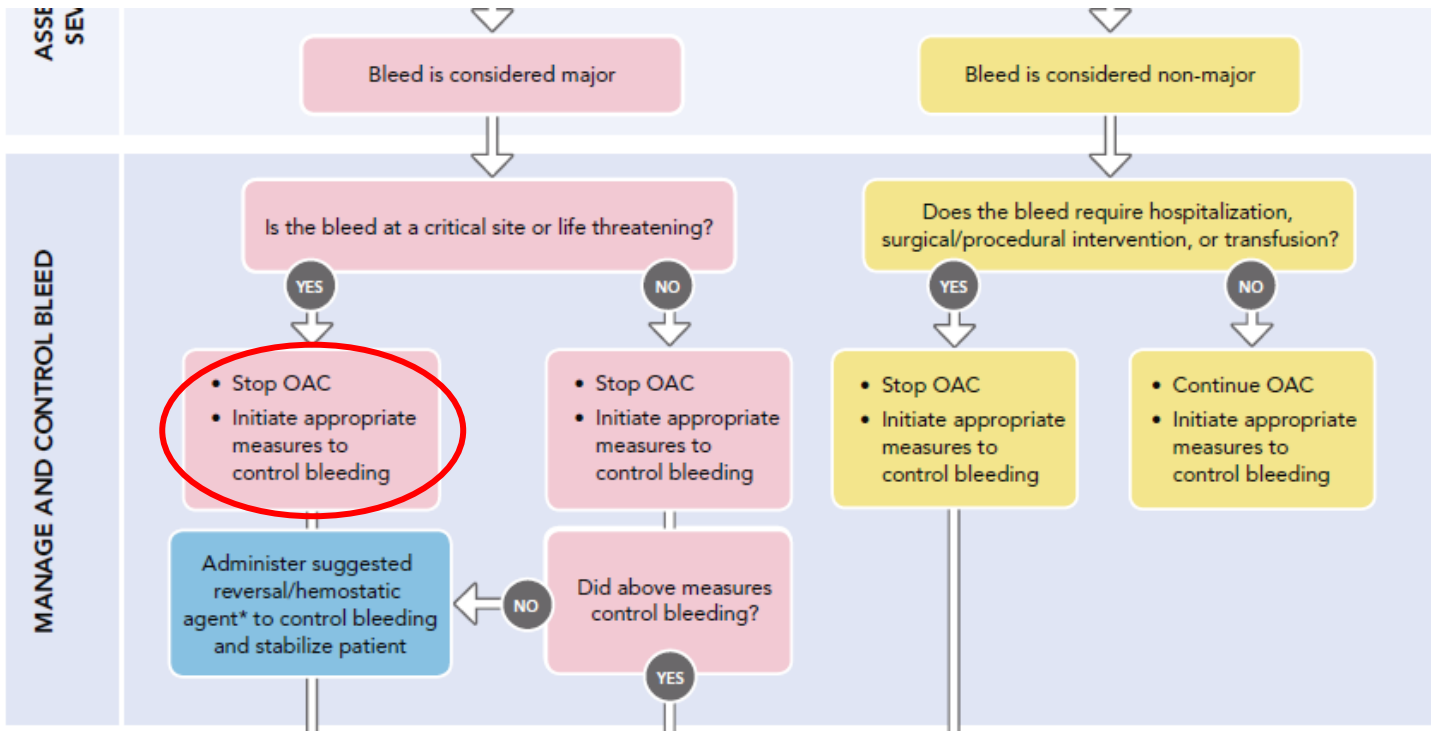 ASSE
SEV
Bleed is considered major
Bleed is considered non-major
MANAGE AND CONTROL BLEED
Is the bleed at a critical site or life threatening?
Does the bleed require hospitalization,
surgical/procedural intervention, or transfusion?
YES
NO
YES
NO
• Stop OAC
• Initiate appropriate
measures to
control bleeding
• Stop OAC
• Initiate appropriate
measures to
control bleeding
• Stop OAC
• Initiate appropriate
measures to
control bleeding
• Continue OAC
• Initiate appropriate
measures to
control bleeding
Administer suggested
reversal/hemostatic
agent* to control bleeding
and stabilize patient
NO
Did above measures
control bleeding?
YES